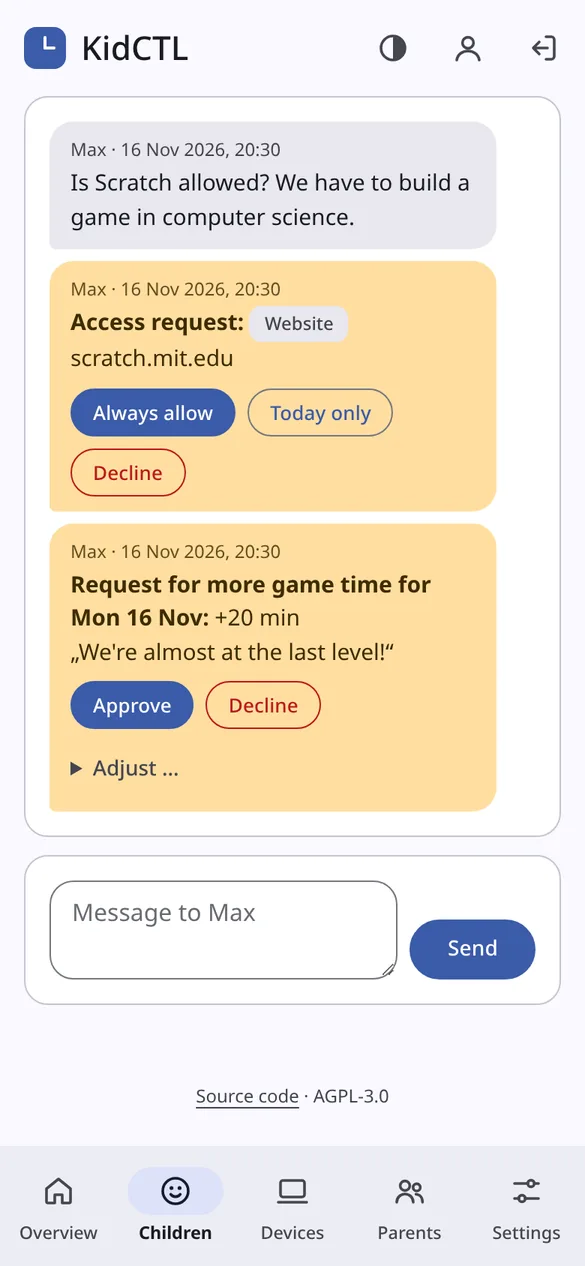 KidCTL
Max · 16 Nov 2026, 20:30
Is Scratch allowed? We have to build a
game in computer science.
Max · 16 Nov 2026, 20:30
Access request: Website
scratch.mit.edu
Always allow
Today only
Decline
Max · 16 Nov 2026, 20:30
Request for more game time for
Mon 16 Nov: +20 min
„We're almost at the last level!“
Approve
Decline
Adjust ...
Message to Max
Send
Source code · AGPL-3.0
Overview
Children
Devices
Parents
Settings